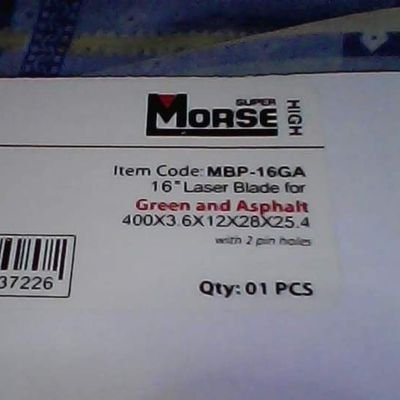 SUPER
MORSE
HIGH
Item Code: MBP-16GA
16" Laser Blade for
Green and Asphalt
400X3.6X12X28X25.4
with 2 pin holes
37226
Qty: 01 PCS